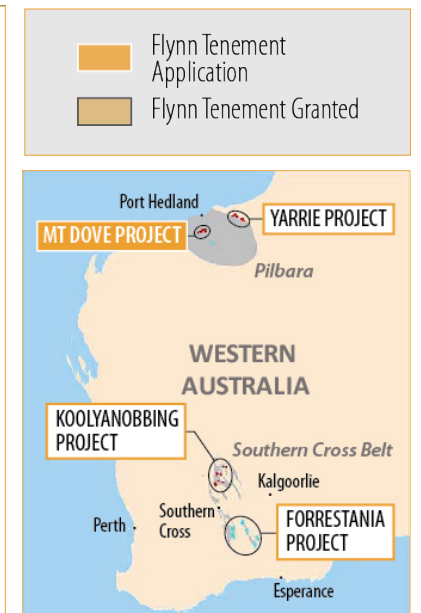 Flynn Tenement
Application
Flynn Tenement Granted
Port Hedland
YARRIE PROJECT
MT DOVE PROJECT
Pilbara
WESTERN
AUSTRALIA
KOOLYANOBBING
PROJECT
Southern Cross Belt
Kalgoorlie
Southern
Cross
Perth
FORRESTANIA
PROJECT
Esperance